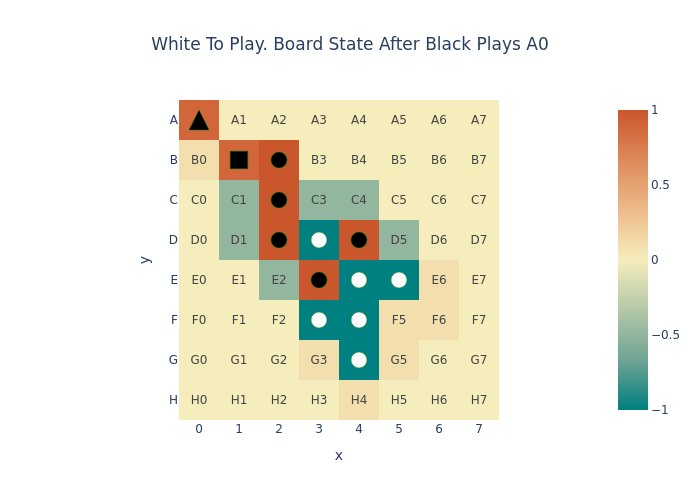 White To Play. Board State After Black Plays A0
A A1 A2 A3 A4 A5 A6 A7
B B0 B3 B4 B5 B6 B7
C C0 C1 C3 C4 C5 C6 C7
D D0 D1 D5 D6 D7
E E0 E1 E2 E6 E7
F F0 F1 F2 F5 F6 F7
G G0 G1 G2 G3 G5 G6 G7
H H0 H1 H2 H3 H4 H5 H6 H7
0 1 2 3 4 5 6 7
x
y
1
0.5
0
−0.5
−1